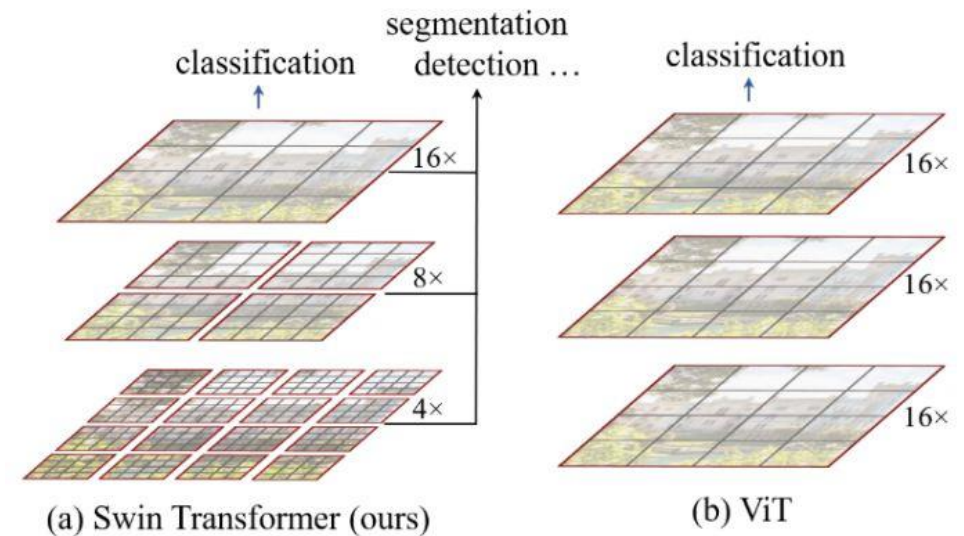 segmentation
detection …
classification
16×
8×
4×
(a) Swin Transformer (ours)
classification
16×
16×
16×
(b) ViT